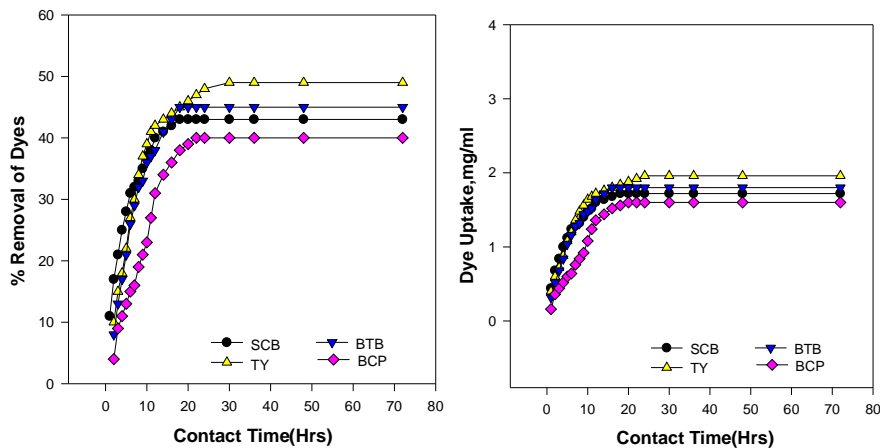 % Removal of Dyes
60
50
40
30
20
10
0
SCB
BTB
TY
BCP
0 10 20 30 40 50 60 70 80
Contact Time(Hrs)
Dye Uptake,mg/ml
4
3
2
1
0
SCB
BTB
TY
BCP
0 10 20 30 40 50 60 70 80
Contact Time(Hrs)